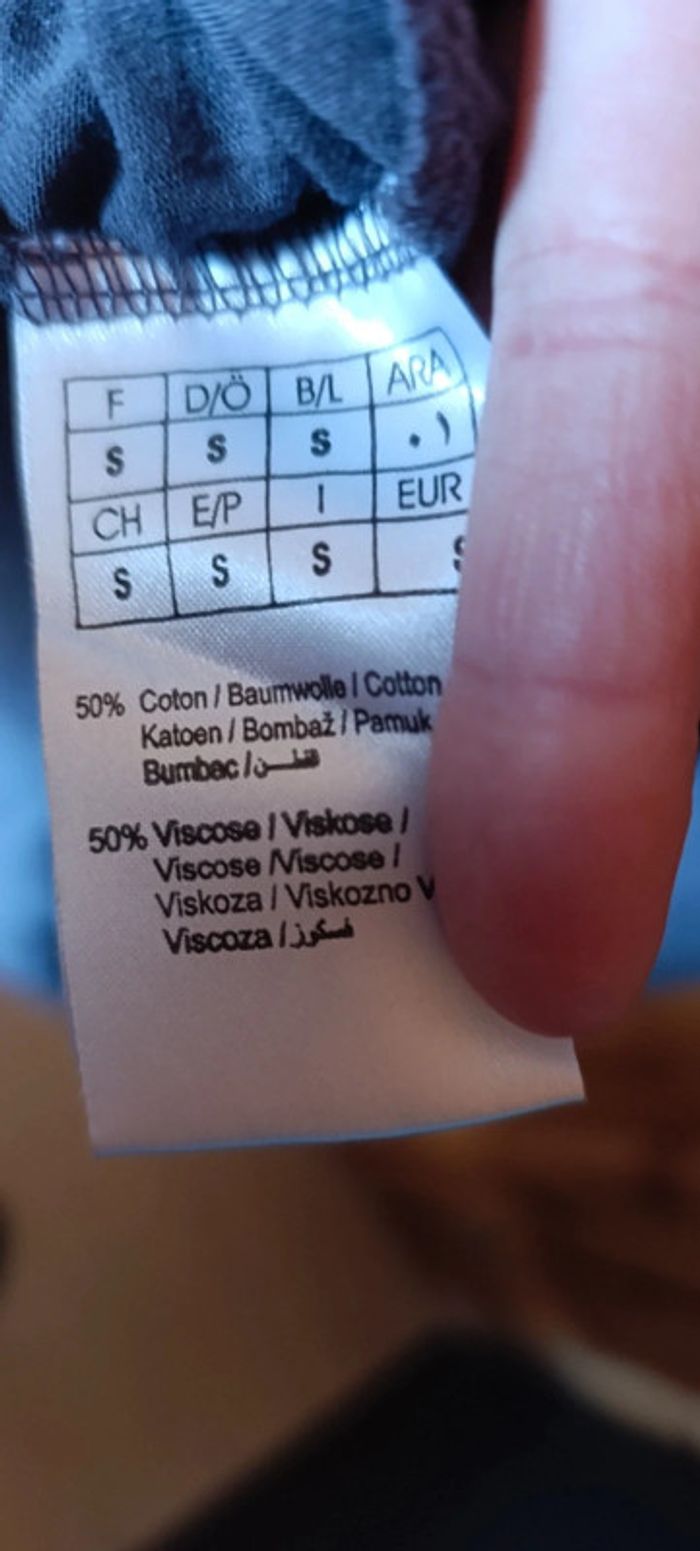 F D/Ö B/L ARA
S S S ٠١
CH E/P I EUR
S S S S
50% Coton / Baumwolle / Cotton
Katoen / Bombaž / Pamuk
Bumbac / قطن
50% Viscose / Viskose /
Viscose /Viscose /
Viskoza / Viskozno V
Viscoza / فسكوز